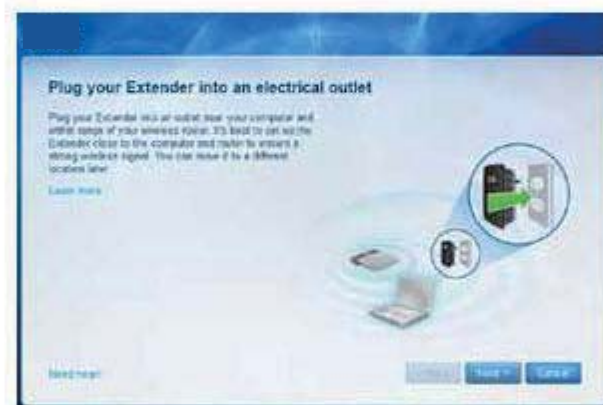 Plug your Extender into an electrical outlet
Plug your Extender into an outlet near your computer and
within range of your wireless router. It's best to set up the
Extender close to the computer and router to ensure a
strong wireless signal. You can move it to a different
location later.
Learn more
Need help?
Next >
Cancel